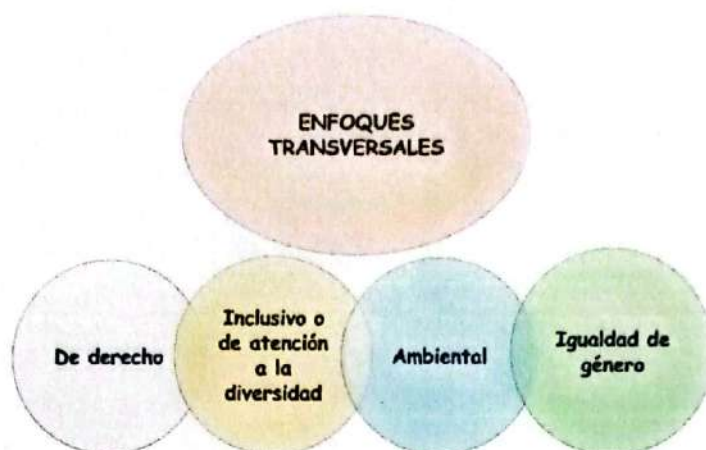 ENFOQUES
TRANSVERSALES
De derecho
Inclusivo o
de atención
a la
diversidad
Ambiental
Igualdad de
género